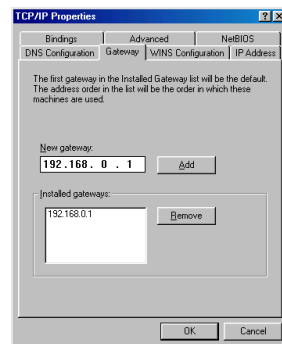 TCP/IP Properties
Bindings Advanced NetBIOS
DNS Configuration Gateway WINS Configuration IP Address
The first gateway in the Installed Gateway list will be the default.
The address order in the list will be the order in which these
machines are used.
New gateway:
192.168. 0 . 1 Add
Installed gateways:
192.168.0.1 Remove
OK Cancel